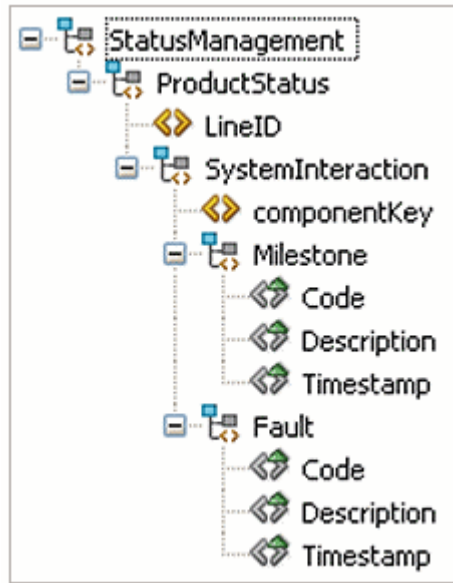 StatusManagement
ProductStatus
LineID
SystemInteraction
componentKey
Milestone
Code
Description
Timestamp
Fault
Code
Description
Timestamp